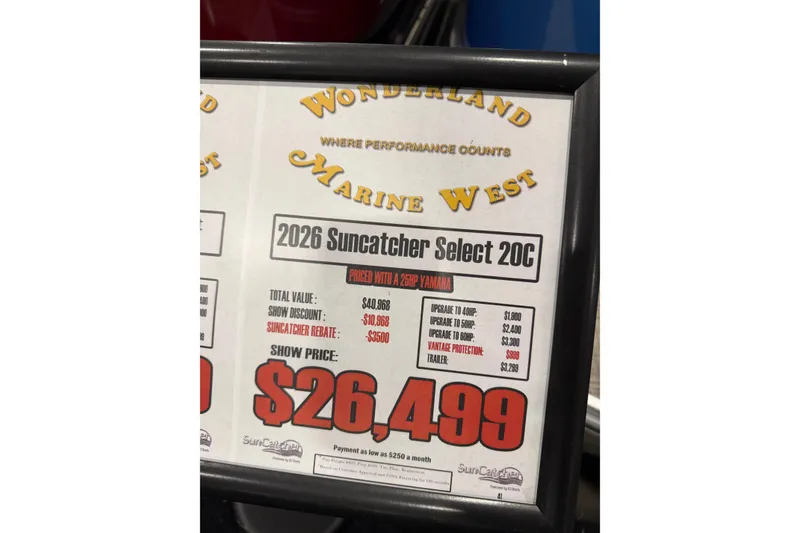 WONDERLAND
WHERE PERFORMANCE COUNTS
MARINE WEST
2026 Suncatcher Select 20C
PRICED WITH A 25HP YAMAHA
TOTAL VALUE: $40,968
SHOW DISCOUNT: -$10,968
SUNCATCHER REBATE: -$3500
UPGRADE TO 40HP: $1,900
UPGRADE TO 50HP: $2,400
UPGRADE TO 60HP: $3,300
VANTAGE PROTECTION: $999
TRAILER: $3,299
SHOW PRICE:
$26,499
Payment as low as $250 a month
SunCatcher
SunCatcher
41